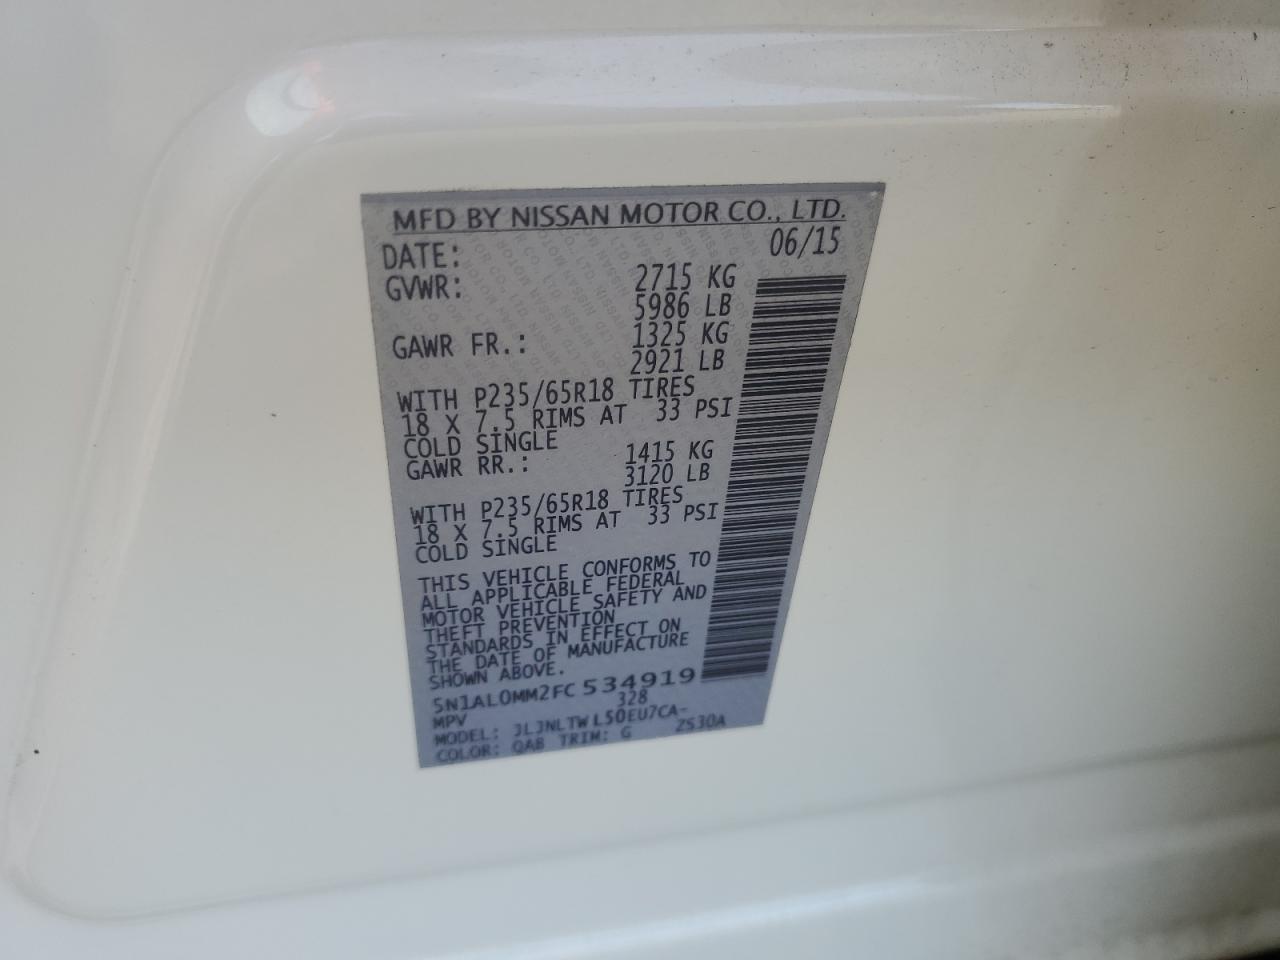 MFD BY NISSAN MOTOR CO., LTD.
DATE: 06/15
GVWR: 2715 KG
5986 LB
GAWR FR.: 1325 KG
2921 LB
WITH P235/65R18 TIRES
18 X 7.5 RIMS AT 33 PSI
COLD SINGLE
GAWR RR.: 1415 KG
3120 LB
WITH P235/65R18 TIRES
18 X 7.5 RIMS AT 33 PSI
COLD SINGLE
THIS VEHICLE CONFORMS TO
ALL APPLICABLE FEDERAL
MOTOR VEHICLE SAFETY AND
THEFT PREVENTION
STANDARDS IN EFFECT ON
THE DATE OF MANUFACTURE
SHOWN ABOVE.
5N1AL0MM2FC534919
MPV 328
MODEL: JLJNLTWL50EU7CA-
COLOR: QAB TRIM: G ZS30A